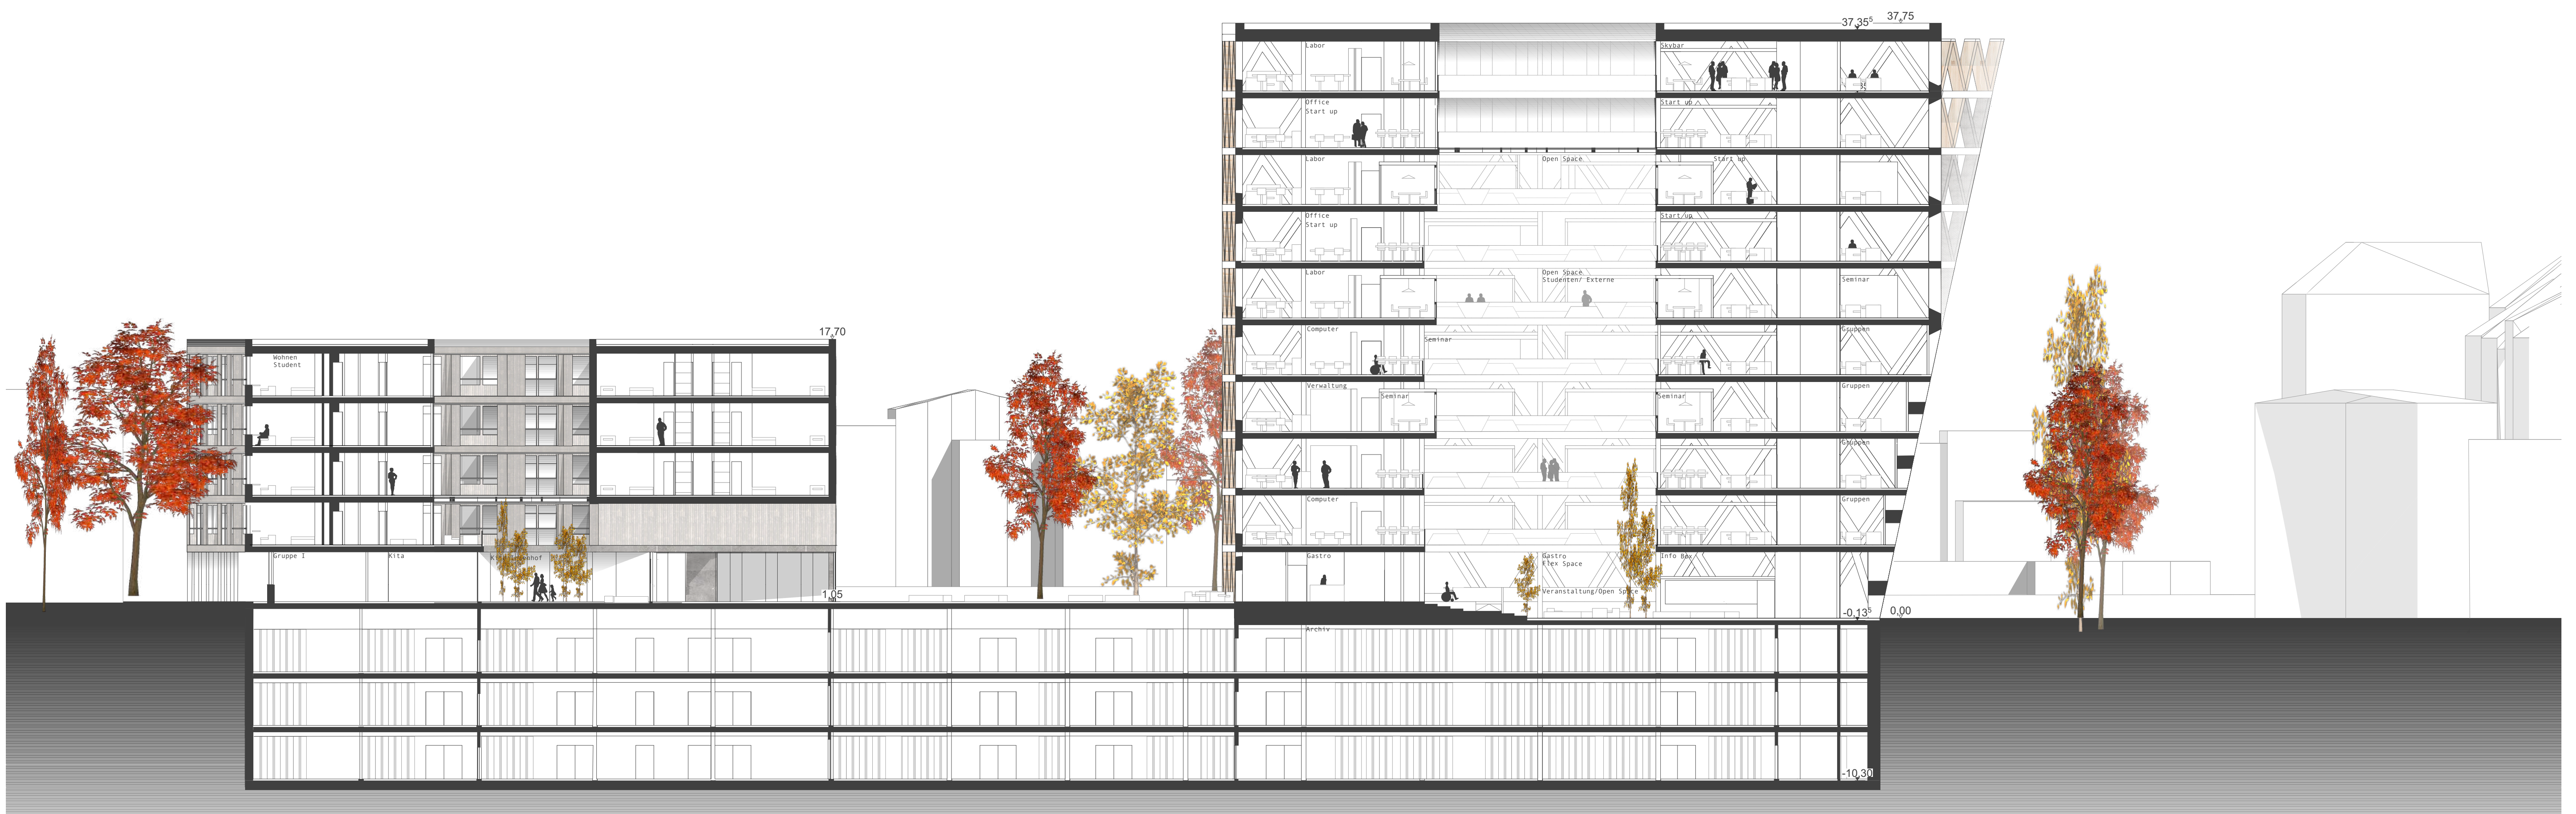 37,35⁵
37,75
Labor
Skybar
Office
Start up
Start up
Labor
Open Space
Start up
Office
Start up
Start up
Labor
Open Space
Studenten/ Externe
Seminar
17,70
Computer
Seminar
Gruppen
Wohnen
Student
Verwaltung
Seminar
Seminar
Gruppen
Gruppen
Computer
Gruppen
Gruppe I
Kita
Gastro
Gastro
Flex Space
Info Box
Veranstaltung/Open Space
1,05
-0,13⁵
0,00
Archiv
-10,30